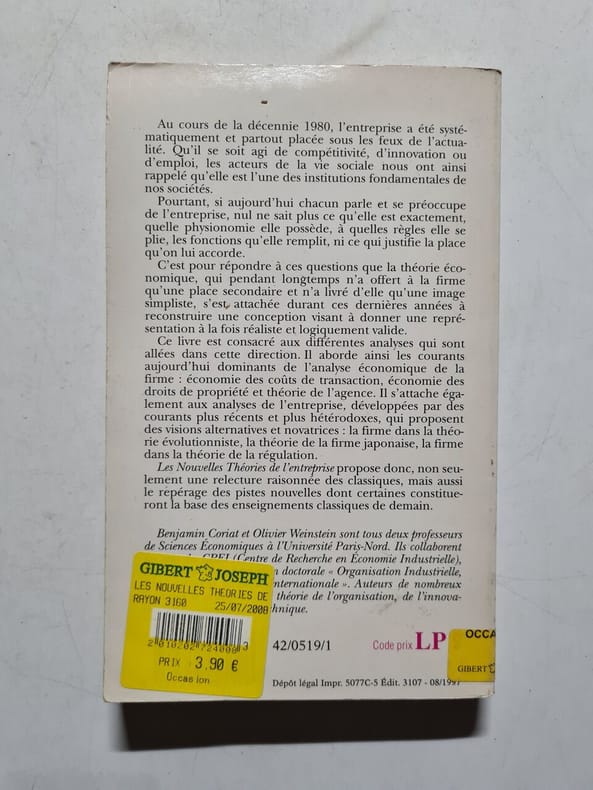 Au cours de la décennie 1980, l'entreprise a été systé-
matiquement et partout placée sous les feux de l'actua-
lité. Qu'il se soit agi de compétitivité, d'innovation ou
d'emploi, les acteurs de la vie sociale nous ont ainsi
rappelé qu'elle est l'une des institutions fondamentales de
nos sociétés.
Pourtant, si aujourd'hui chacun parle et se préoccupe
de l'entreprise, nul ne sait plus ce qu'elle est exactement,
quelle physionomie elle possède, à quelles règles elle se
plie, les fonctions qu'elle remplit, ni ce qui justifie la place
qu'on lui accorde.
C'est pour répondre à ces questions que la théorie éco-
nomique, qui pendant longtemps n'a offert à la firme
qu'une place secondaire et n'a livré d'elle qu'une image
simpliste, s'est attachée durant ces dernières années à
reconstruire une conception visant à donner une repré-
sentation à la fois réaliste et logiquement valide.
Ce livre est consacré aux différentes analyses qui sont
allées dans cette direction. Il aborde ainsi les courants
aujourd'hui dominants de l'analyse économique de la
firme : économie des coûts de transaction, économie des
droits de propriété et théorie de l'agence. Il s'attache éga-
lement aux analyses de l'entreprise, développées par des
courants plus récents et plus hétérodoxes, qui proposent
des visions alternatives et novatrices : la firme dans la théo-
rie évolutionniste, la théorie de la firme japonaise, la firme
dans la théorie de la régulation.
Les Nouvelles Théories de l'entreprise propose donc, non seu-
lement une relecture raisonnée des classiques, mais aussi
le repérage des pistes nouvelles dont certaines constitue-
ront la base des enseignements classiques de demain.
Benjamin Coriat et Olivier Weinstein sont tous deux professeurs
de Sciences Économiques à l'Université Paris-Nord. Ils collaborent
CREI (Centre de Recherche en Économie Industrielle),
doctorale « Organisation Industrielle,
nternationale ». Auteurs de nombreux
théorie de l'organisation, de l'innova-
chnique.
GIBERT JOSEPH
LES NOUVELLES THEORIES DE
RAYON 3160 25/07/2008
2 010202 724008 3
PRIX 3,90 €
Occasion
42/0519/1
Code prix LP
OCCA
GIBERT
Dépôt légal Impr. 5077C-5 Édit. 3107 - 08/1997